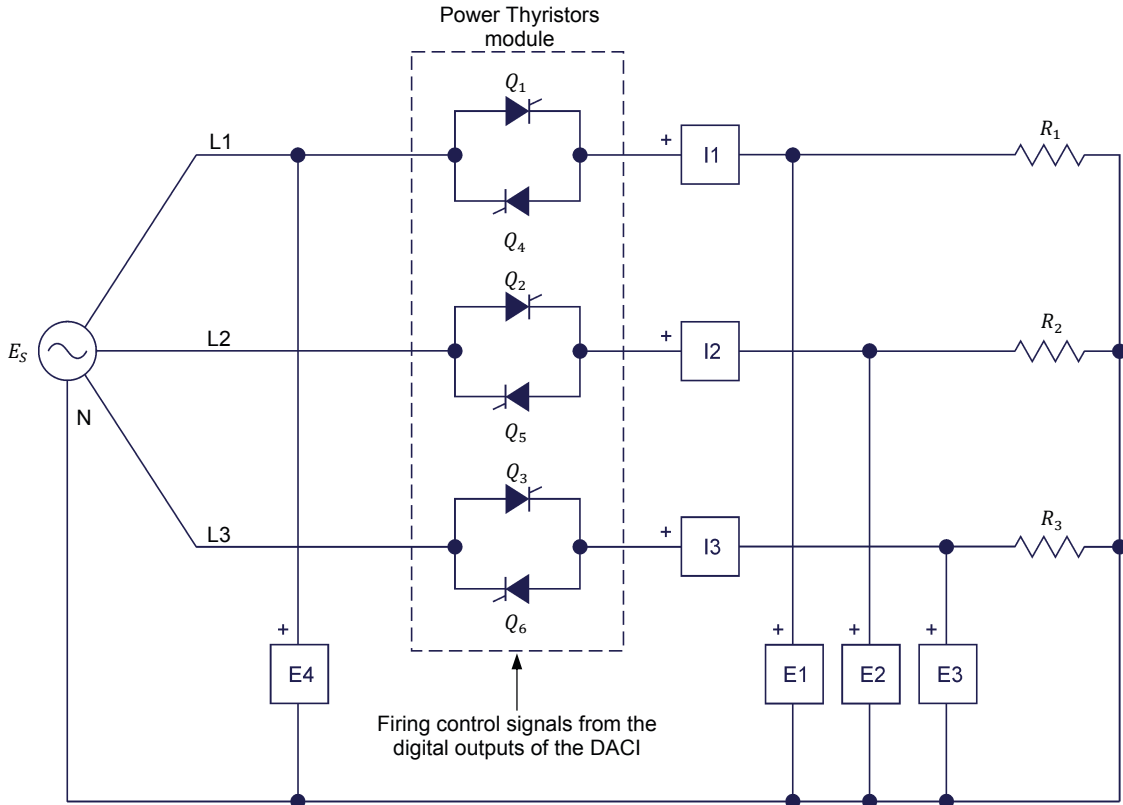 Power Thyristors
module
Q₁
L1
+
I1
R₁
Q₄
Q₂
L2
+
I2
R₂
E_S
N
Q₅
Q₃
L3
+
I3
R₃
Q₆
+
E4
+
E1
+
E2
+
E3
Firing control signals from the
digital outputs of the DACI